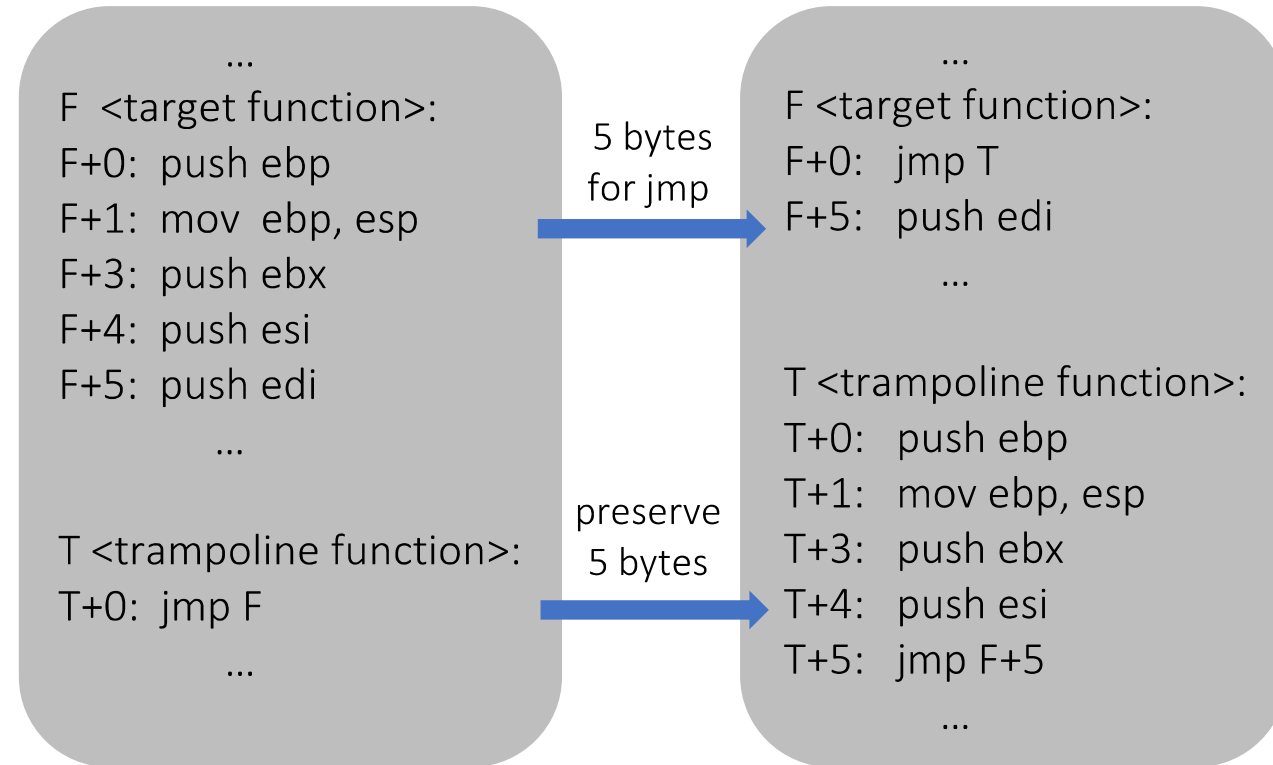 ...
F <target function>:
F+0: push ebp
F+1: mov ebp, esp
F+3: push ebx
F+4: push esi
F+5: push edi
...
T <trampoline function>:
T+0: jmp F
...
5 bytes
for jmp
preserve
5 bytes
...
F <target function>:
F+0: jmp T
F+5: push edi
...
T <trampoline function>:
T+0: push ebp
T+1: mov ebp, esp
T+3: push ebx
T+4: push esi
T+5: jmp F+5
...